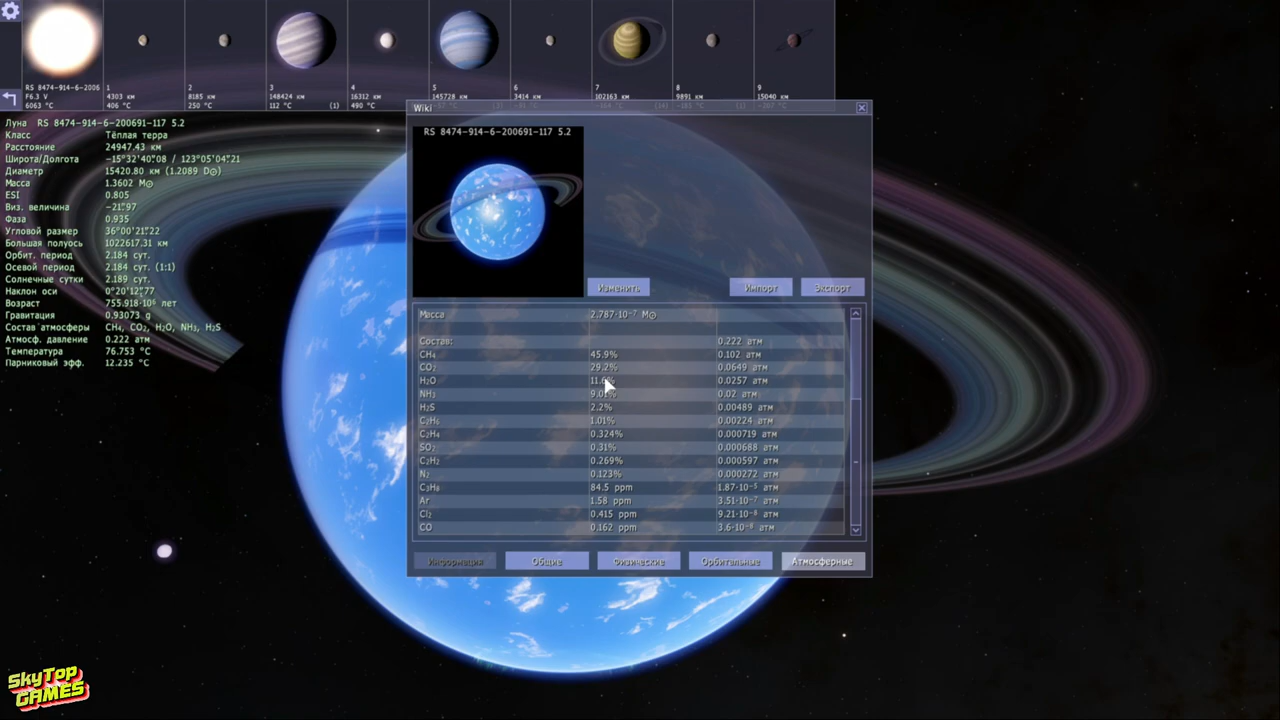 RS 8474-914-6-2006
F6.3 V
6063 °C
1
4303 км
406 °C
2
8185 км
250 °C
3
148424 км
112 °C (1)
4
16312 км
490 °C
5
145728 км
6
3414 км
7
102163 км
8
9891 км
9
15040 км
Луна RS 8474-914-6-200691-117 5.2
Класс Тёплая терра
Расстояние 24947.43 км
Широта/Долгота -15°32'40"08 / 123°05'04"21
Диаметр 15420.80 км (1.2089 D⊙)
Масса 1.3602 M⊙
ESI 0.805
Виз. величина -21ᵐ97
Фаза 0.935
Угловой размер 36°00'21"22
Большая полуось 1022617.31 км
Орбит. период 2.184 сут.
Осевой период 2.184 сут. (1:1)
Солнечные сутки 2.189 сут.
Наклон оси 0°20'12"77
Возраст 755.918·10⁶ лет
Гравитация 0.93073 g
Состав атмосферы CH₄, CO₂, H₂O, NH₃, H₂S
Атмосф. давление 0.222 атм
Температура 76.753 °C
Парниковый эфф. 12.235 °C
Wiki
RS 8474-914-6-200691-117 5.2
Изменить Импорт Экспорт
Масса 2.787·10⁻⁷ M⊙
Состав: 0.222 атм
CH₄ 45.9% 0.102 атм
CO₂ 29.2% 0.0649 атм
H₂O 11.6% 0.0257 атм
NH₃ 9.01% 0.02 атм
H₂S 2.2% 0.00489 атм
C₂H₆ 1.01% 0.00224 атм
C₂H₄ 0.324% 0.000719 атм
SO₂ 0.31% 0.000688 атм
C₂H₂ 0.269% 0.000597 атм
N₂ 0.123% 0.000272 атм
C₃H₈ 84.5 ppm 1.87·10⁻⁵ атм
Ar 1.58 ppm 3.51·10⁻⁷ атм
Cl₂ 0.415 ppm 9.21·10⁻⁸ атм
CO 0.162 ppm 3.6·10⁻⁸ атм
Информация Общие Физические Орбитальные Атмосферные
SkyTop
GAMES